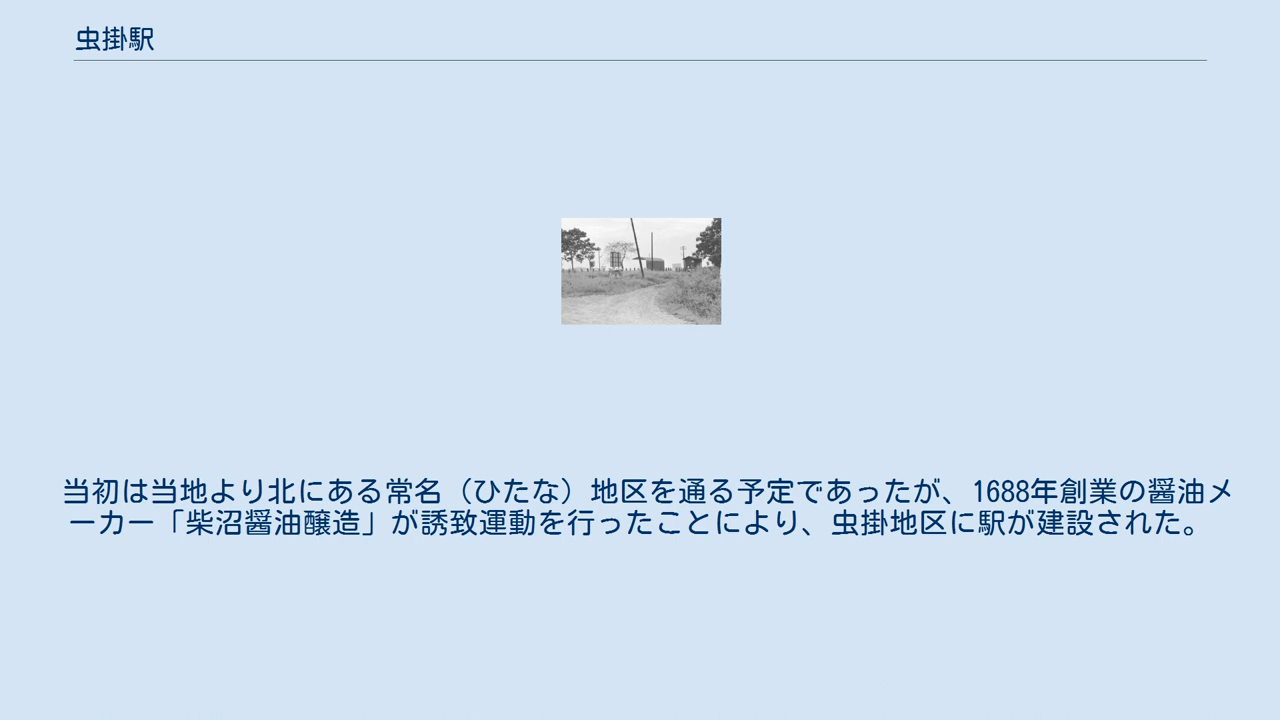 虫掛駅
当初は当地より北にある常名（ひたな）地区を通る予定であったが、1688年創業の醤油メ
ーカー「柴沼醤油醸造」が誘致運動を行ったことにより、虫掛地区に駅が建設された。